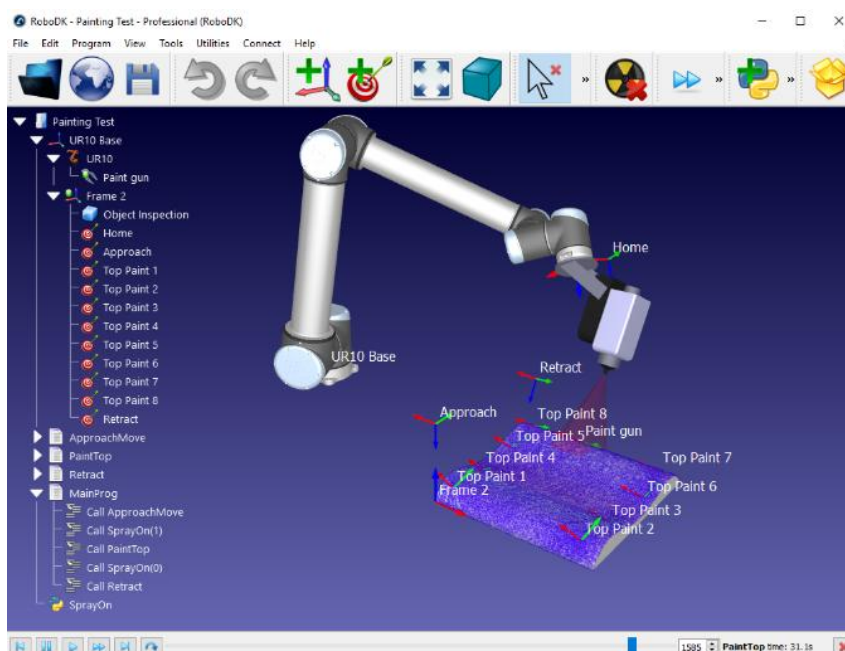 RoboDK - Painting Test - Professional (RoboDK)
File Edit Program View Tools Utilities Connect Help
» » »
Painting Test
UR10 Base
UR10
Paint gun
Frame 2
Object Inspection
Home
Approach
Top Paint 1
Top Paint 2
Top Paint 3
Top Paint 4
Top Paint 5
Top Paint 6
Top Paint 7
Top Paint 8
Retract
ApproachMove
PaintTop
Retract
MainProg
Call ApproachMove
Call SprayOn(1)
Call PaintTop
Call SprayOn(0)
Call Retract
SprayOn
Home
UR10 Base
Retract
Approach
Top Paint 8
Top Paint 5
Paint gun
Top Paint 4
Top Paint 7
Top Paint 1
Top Paint 6
Frame 2
Top Paint 3
Top Paint 2
1585 PaintTop time: 31.1s